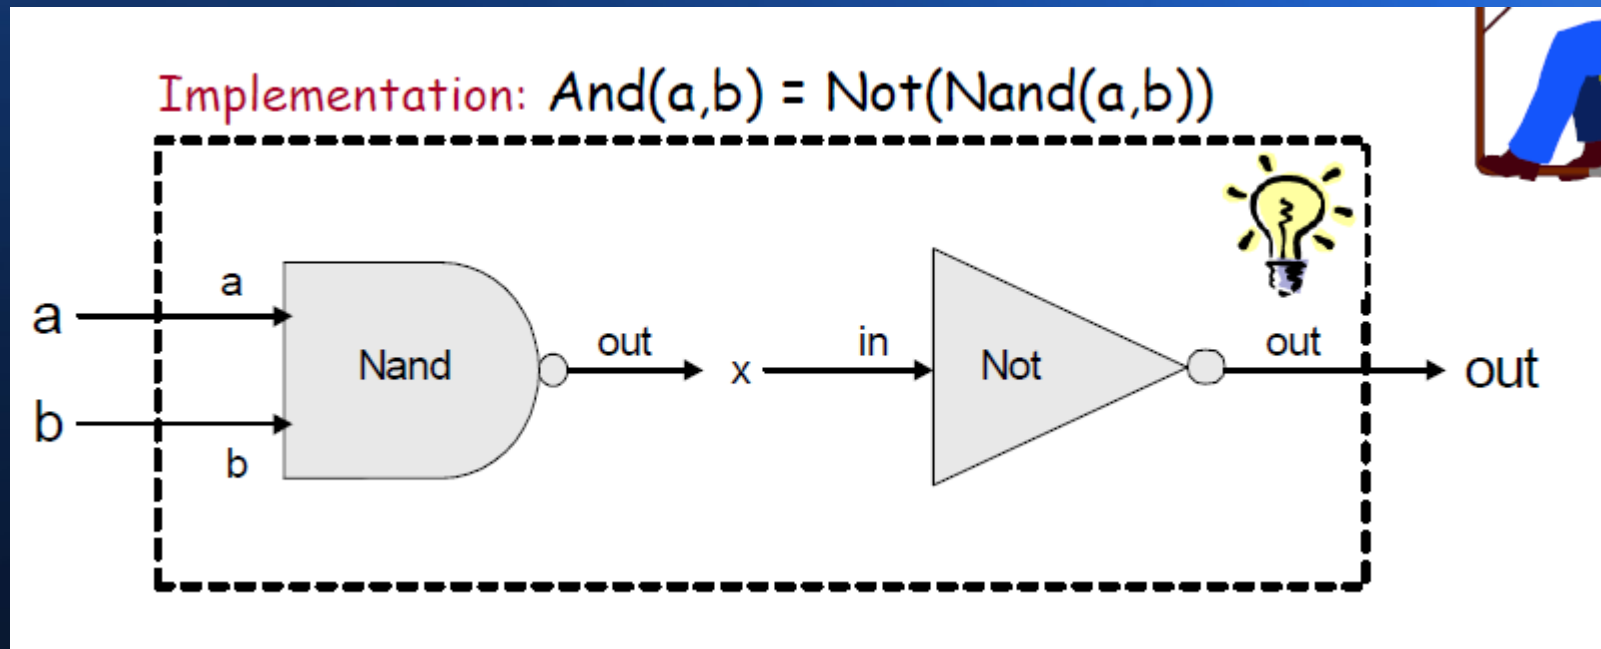 Implementation: And(a,b) = Not(Nand(a,b))
a
a
Nand
out
x
in
Not
out
out
b
b